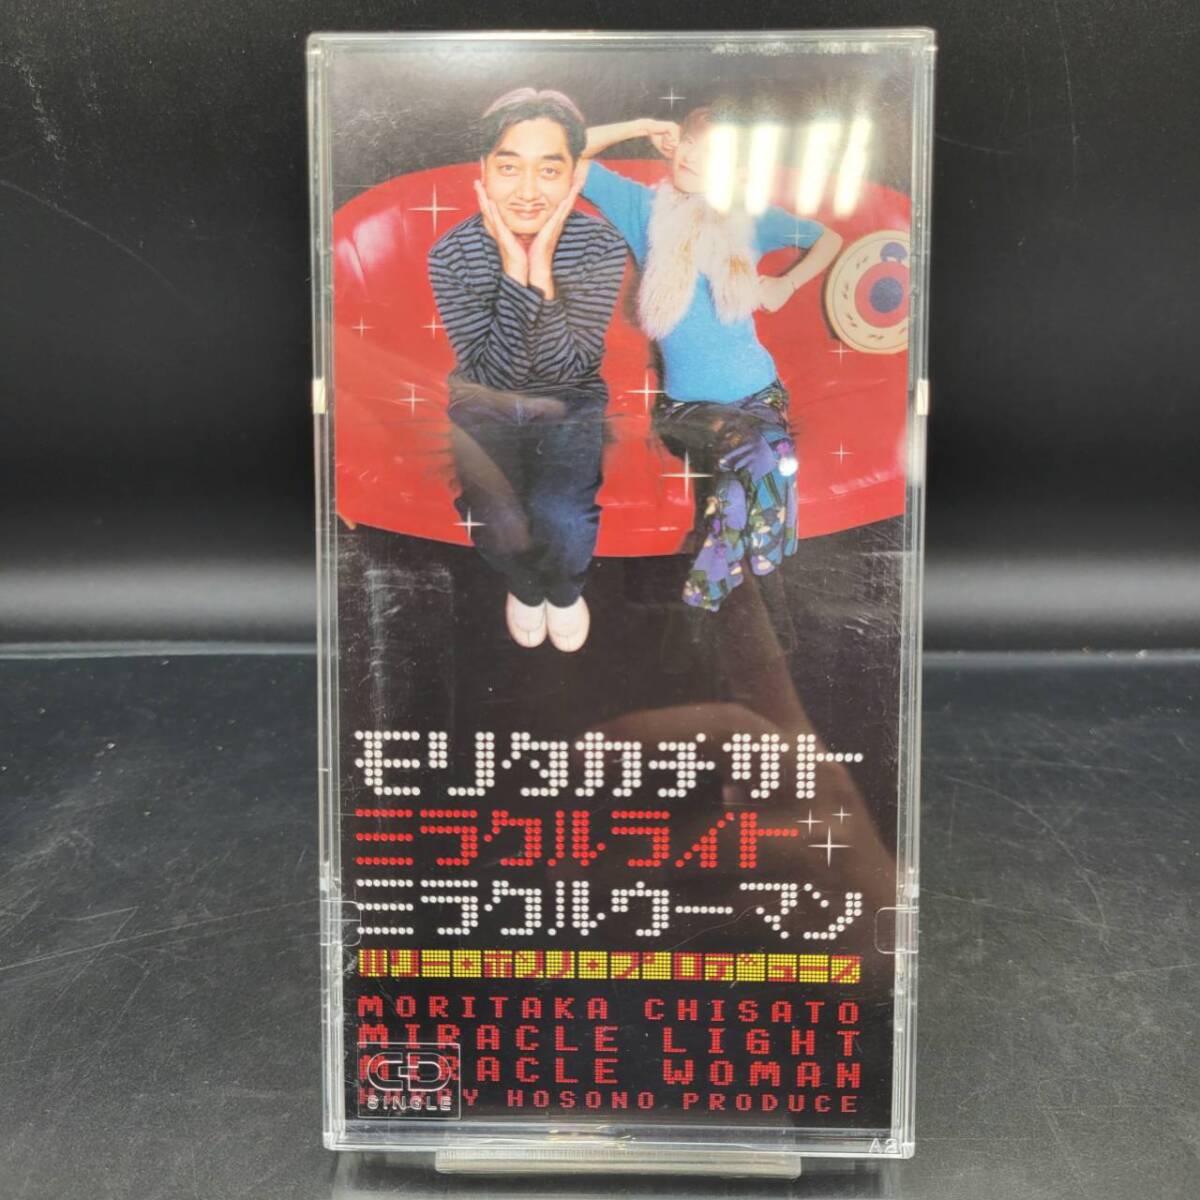 モリタカチサト
ミラクルライト
ミラクルウーマン
ハリー・ホソノ・プロデュース
MORITAKA CHISATO
MIRACLE LIGHT
MIRACLE WOMAN
HARRY HOSONO PRODUCE
CD
SINGLE